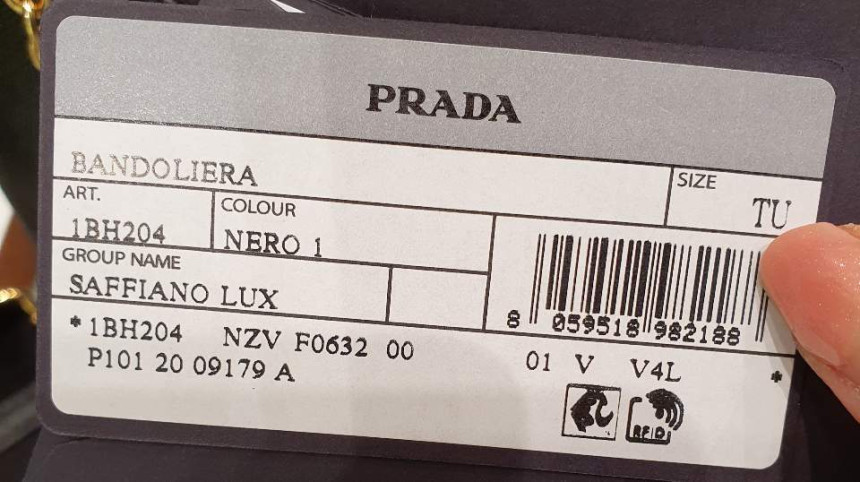 PRADA
BANDOLIERA
SIZE
TU
ART.
1BH204
COLOUR
NERO 1
GROUP NAME
SAFFIANO LUX
8 059518 982188
*1BH204 NZV F0632 00 01 V V4L *
P101 20 09179 A
RFID